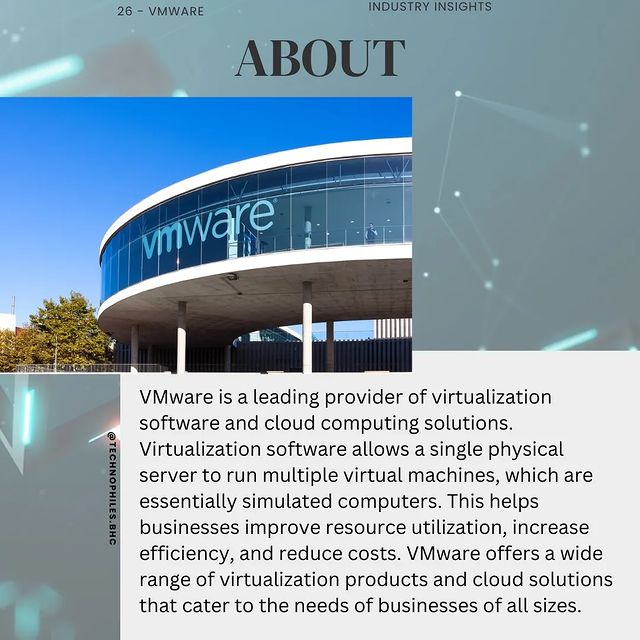 26 - VMWARE
INDUSTRY INSIGHTS
ABOUT
vmware®
@TECHNOPHILES.BHC
VMware is a leading provider of virtualization
software and cloud computing solutions.
Virtualization software allows a single physical
server to run multiple virtual machines, which are
essentially simulated computers. This helps
businesses improve resource utilization, increase
efficiency, and reduce costs. VMware offers a wide
range of virtualization products and cloud solutions
that cater to the needs of businesses of all sizes.